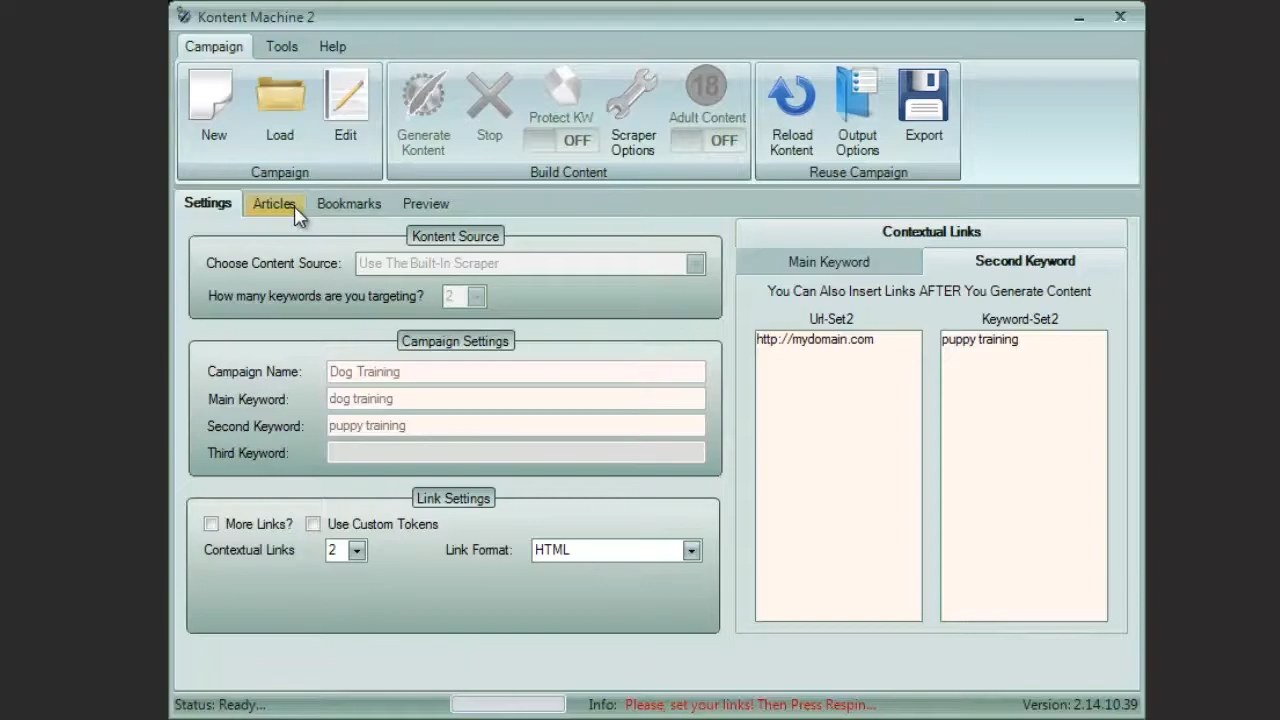 Kontent Machine 2
Campaign Tools Help
New Load Edit
Campaign
Generate Kontent
Stop
Protect KW
OFF
Scraper Options
Adult Content
18
OFF
Build Content
Reload Kontent
Output Options
Export
Reuse Campaign
Settings Articles Bookmarks Preview
Kontent Source
Choose Content Source: Use The Built-In Scraper
How many keywords are you targeting? 2
Campaign Settings
Campaign Name: Dog Training
Main Keyword: dog training
Second Keyword: puppy training
Third Keyword:
Link Settings
More Links? Use Custom Tokens
Contextual Links 2 Link Format: HTML
Contextual Links
Main Keyword Second Keyword
You Can Also Insert Links AFTER You Generate Content
Url-Set2 Keyword-Set2
http://mydomain.com puppy training
Status: Ready... Info: Please, set your links! Then Press Respin... Version: 2.14.10.39